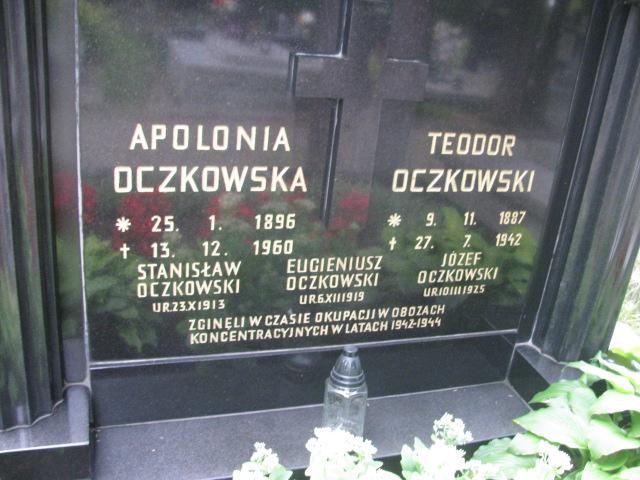 APOLONIA
OCZKOWSKA
* 25. 1. 1896
† 13. 12. 1960
TEODOR
OCZKOWSKI
* 9. 11. 1887
† 27. 7. 1942
STANISŁAW
OCZKOWSKI
UR.23.XI.1913
EUGIENIUSZ
OCZKOWSKI
UR.6.XII.1919
JÓZEF
OCZKOWSKI
UR.10.III.1925
ZGINĘLI W CZASIE OKUPACJI W OBOZACH
KONCENTRACYJNYCH W LATACH 1942-1944